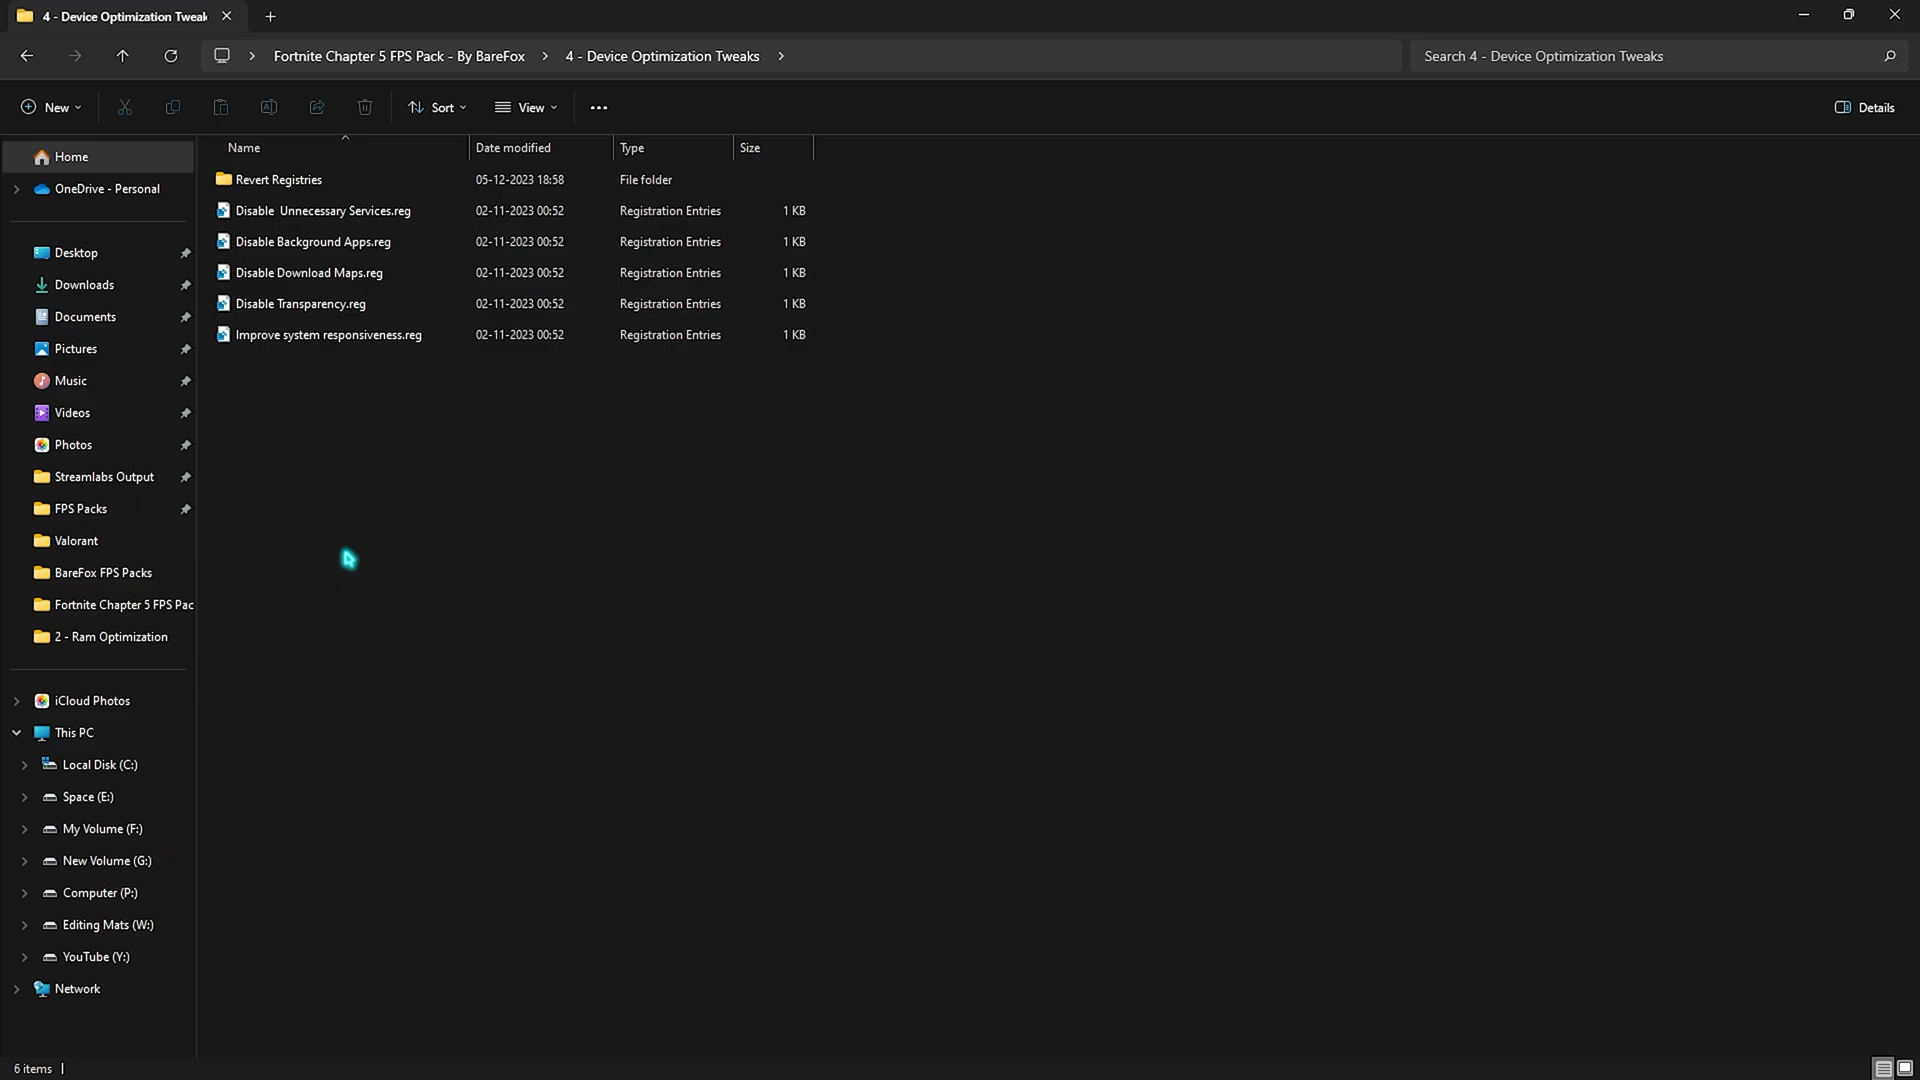 4 - Device Optimization Tweak
Fortnite Chapter 5 FPS Pack - By BareFox
4 - Device Optimization Tweaks
Search 4 - Device Optimization Tweaks
New
Sort
View
Details
Name Date modified Type Size
Revert Registries 05-12-2023 18:58 File folder
Disable Unnecessary Services.reg 02-11-2023 00:52 Registration Entries 1 KB
Disable Background Apps.reg 02-11-2023 00:52 Registration Entries 1 KB
Disable Download Maps.reg 02-11-2023 00:52 Registration Entries 1 KB
Disable Transparency.reg 02-11-2023 00:52 Registration Entries 1 KB
Improve system responsiveness.reg 02-11-2023 00:52 Registration Entries 1 KB
Home
OneDrive - Personal
Desktop
Downloads
Documents
Pictures
Music
Videos
Photos
Streamlabs Output
FPS Packs
Valorant
BareFox FPS Packs
Fortnite Chapter 5 FPS Pac
2 - Ram Optimization
iCloud Photos
This PC
Local Disk (C:)
Space (E:)
My Volume (F:)
New Volume (G:)
Computer (P:)
Editing Mats (W:)
YouTube (Y:)
Network
6 items